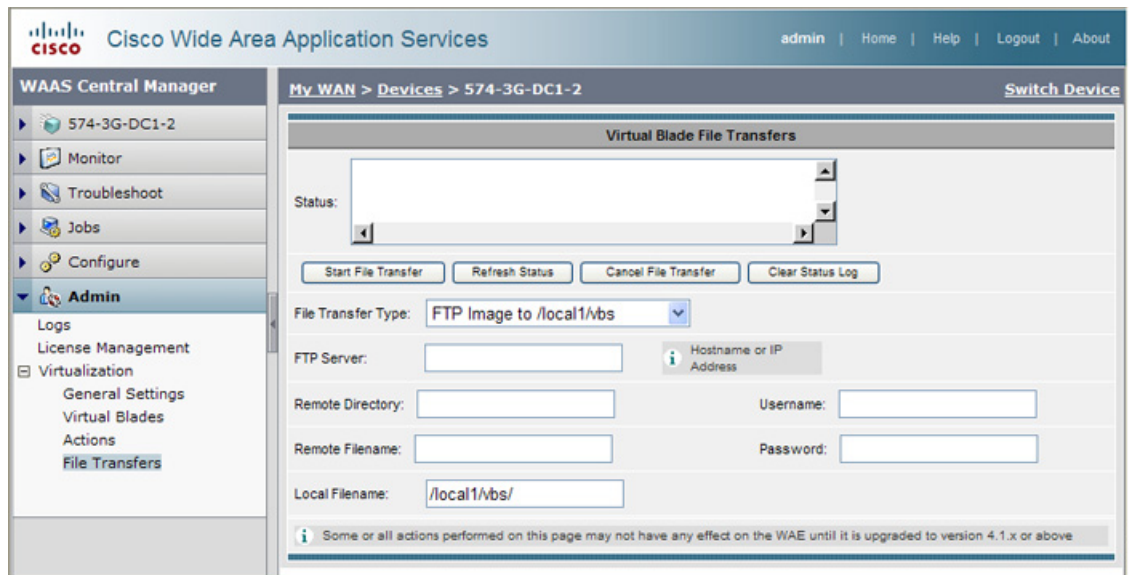 CISCO
Cisco Wide Area Application Services
admin | Home | Help | Logout | About
WAAS Central Manager
My WAN > Devices > 574-3G-DC1-2
Switch Device
574-3G-DC1-2
Monitor
Troubleshoot
Jobs
Configure
Admin
Logs
License Management
Virtualization
General Settings
Virtual Blades
Actions
File Transfers
Virtual Blade File Transfers
Status:
Start File Transfer
Refresh Status
Cancel File Transfer
Clear Status Log
File Transfer Type:
FTP Image to /local1/vbs
FTP Server:
Hostname or IP
Address
Remote Directory:
Username:
Remote Filename:
Password:
Local Filename:
/local1/vbs/
Some or all actions performed on this page may not have any effect on the WAE until it is upgraded to version 4.1.x or above